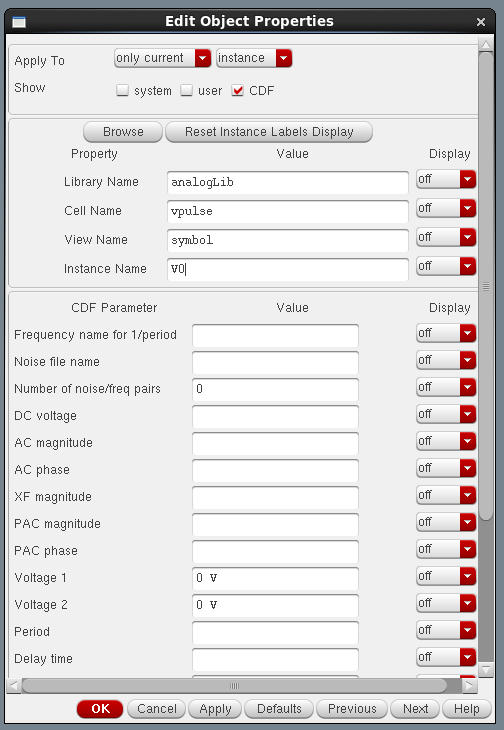 Edit Object Properties
Apply To only current instance
Show system user CDF
Browse Reset Instance Labels Display
Property Value Display
Library Name analogLib off
Cell Name vpulse off
View Name symbol off
Instance Name V0 off
CDF Parameter Value Display
Frequency name for 1/period off
Noise file name off
Number of noise/freq pairs 0 off
DC voltage off
AC magnitude off
AC phase off
XF magnitude off
PAC magnitude off
PAC phase off
Voltage 1 0 V off
Voltage 2 0 V off
Period off
Delay time off
OK Cancel Apply Defaults Previous Next Help